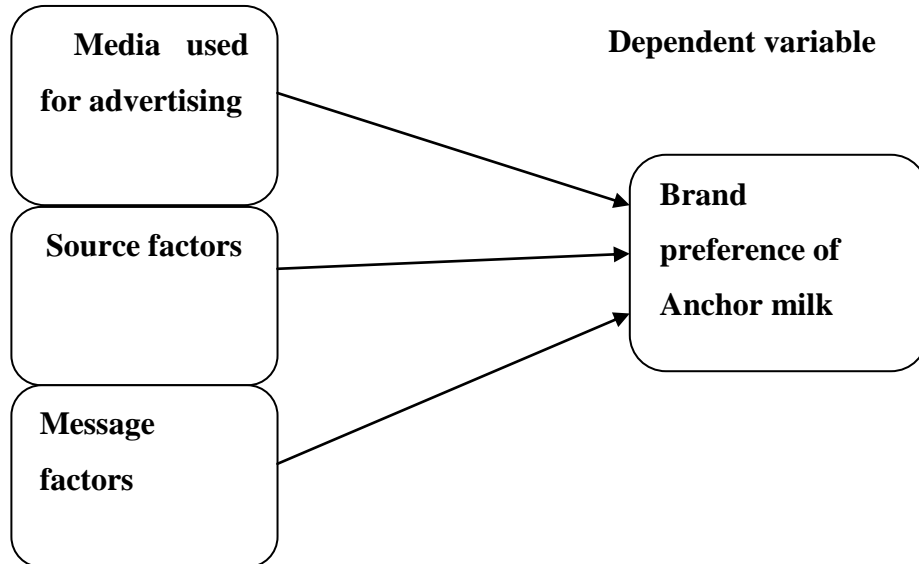 Media used
for advertising
Dependent variable
Source factors
Message
factors
Brand
preference of
Anchor milk